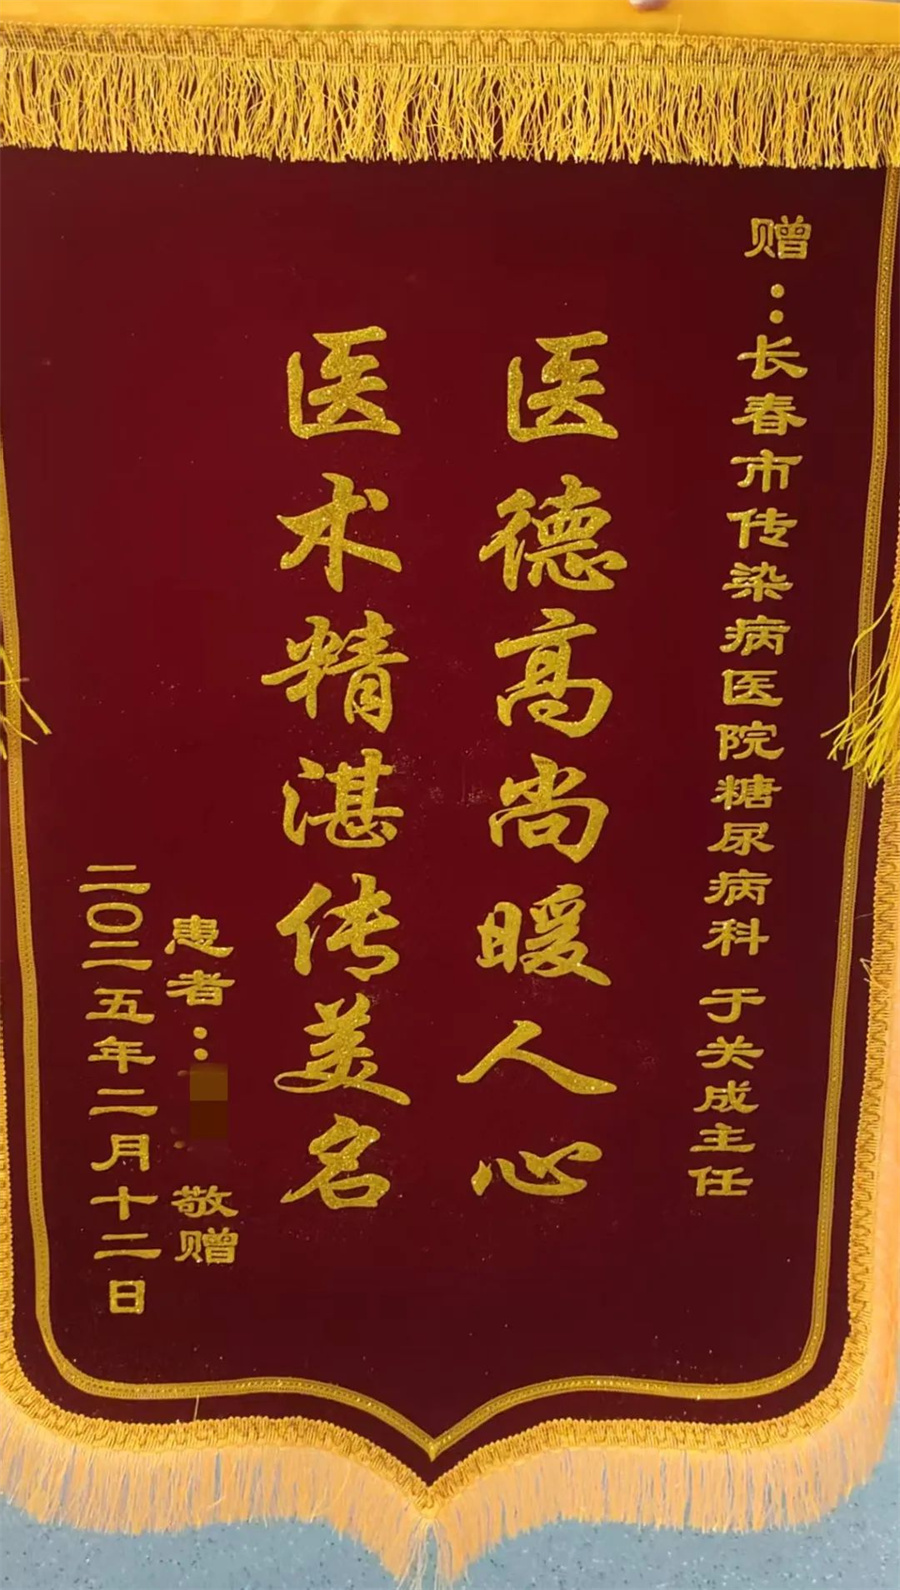 赠：长春市传染病医院糖尿病科 于关成主任
医德高尚暖人心
医术精湛传美名
患者： 敬赠
二〇二五年二月十二日